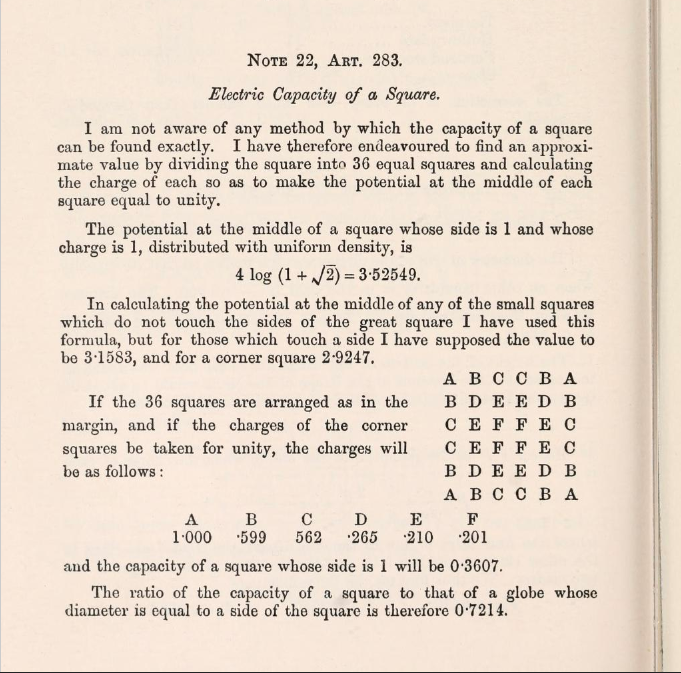 NOTE 22, ART. 283.
Electric Capacity of a Square.
I am not aware of any method by which the capacity of a square
can be found exactly. I have therefore endeavoured to find an approxi-
mate value by dividing the square into 36 equal squares and calculating
the charge of each so as to make the potential at the middle of each
square equal to unity.
The potential at the middle of a square whose side is 1 and whose
charge is 1, distributed with uniform density, is
4 log (1 + √2) = 3·52549.
In calculating the potential at the middle of any of the small squares
which do not touch the sides of the great square I have used this
formula, but for those which touch a side I have supposed the value to
be 3·1583, and for a corner square 2·9247.
If the 36 squares are arranged as in the
margin, and if the charges of the corner
squares be taken for unity, the charges will
be as follows:
A B C C B A
B D E E D B
C E F F E C
C E F F E C
B D E E D B
A B C C B A
A B C D E F
1·000 ·599 562 ·265 ·210 ·201
and the capacity of a square whose side is 1 will be 0·3607.
The ratio of the capacity of a square to that of a globe whose
diameter is equal to a side of the square is therefore 0·7214.